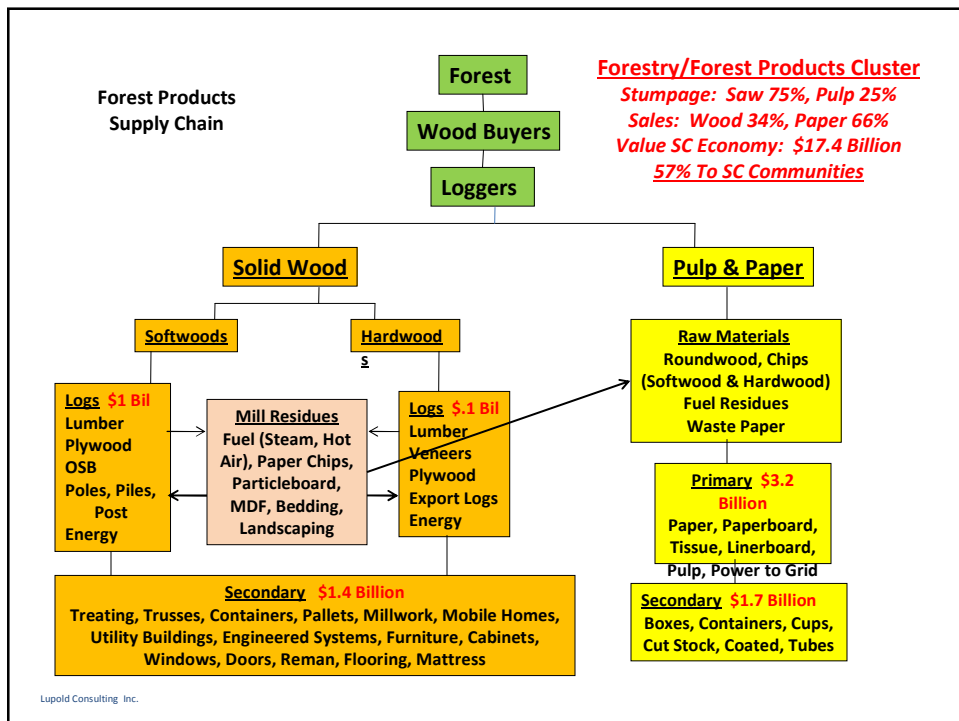 Forest Products
Supply Chain
Forest
Wood Buyers
Loggers
Forestry/Forest Products Cluster
Stumpage: Saw 75%, Pulp 25%
Sales: Wood 34%, Paper 66%
Value SC Economy: $17.4 Billion
57% To SC Communities
Solid Wood
Pulp & Paper
Softwoods
Hardwood
s
Logs $1 Bil
Lumber
Plywood
OSB
Poles, Piles,
Post
Energy
Mill Residues
Fuel (Steam, Hot
Air), Paper Chips,
Particleboard,
MDF, Bedding,
Landscaping
Logs $.1 Bil
Lumber
Veneers
Plywood
Export Logs
Energy
Raw Materials
Roundwood, Chips
(Softwood & Hardwood)
Fuel Residues
Waste Paper
Primary $3.2
Billion
Paper, Paperboard,
Tissue, Linerboard,
Pulp, Power to Grid
Secondary $1.4 Billion
Treating, Trusses, Containers, Pallets, Millwork, Mobile Homes,
Utility Buildings, Engineered Systems, Furniture, Cabinets,
Windows, Doors, Reman, Flooring, Mattress
Secondary $1.7 Billion
Boxes, Containers, Cups,
Cut Stock, Coated, Tubes
Lupold Consulting Inc.